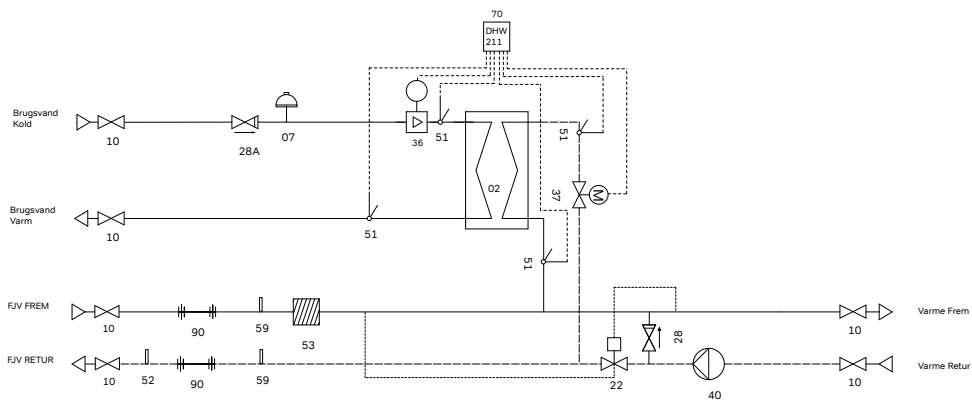 70
DHW
211
Brugsvand
Kold
10
28A
07
36
51
51
02
37
M
Brugsvand
Varm
10
51
51
FJV FREM
10
90
59
53
28
10
Varme Frem
FJV RETUR
10
52
90
59
22
40
10
Varme Retur